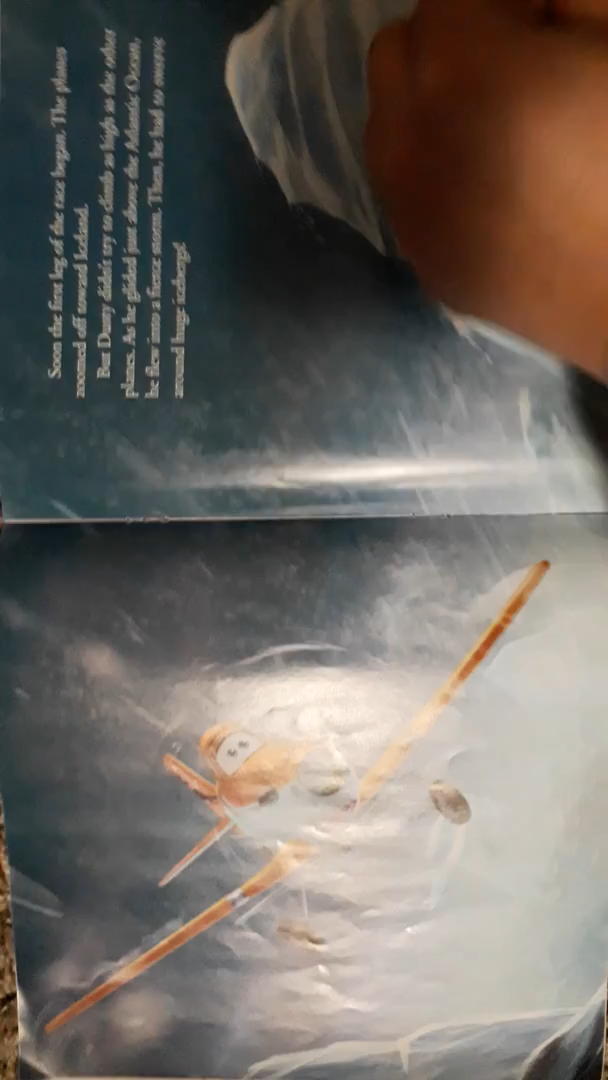 Soon the first leg of the race began. The planes
zoomed off toward Iceland.
But Dusty didn't try to climb as high as the other
planes. As he glided just above the Atlantic Ocean,
he flew into a fierce storm. Then he had to swerve
around huge icebergs!